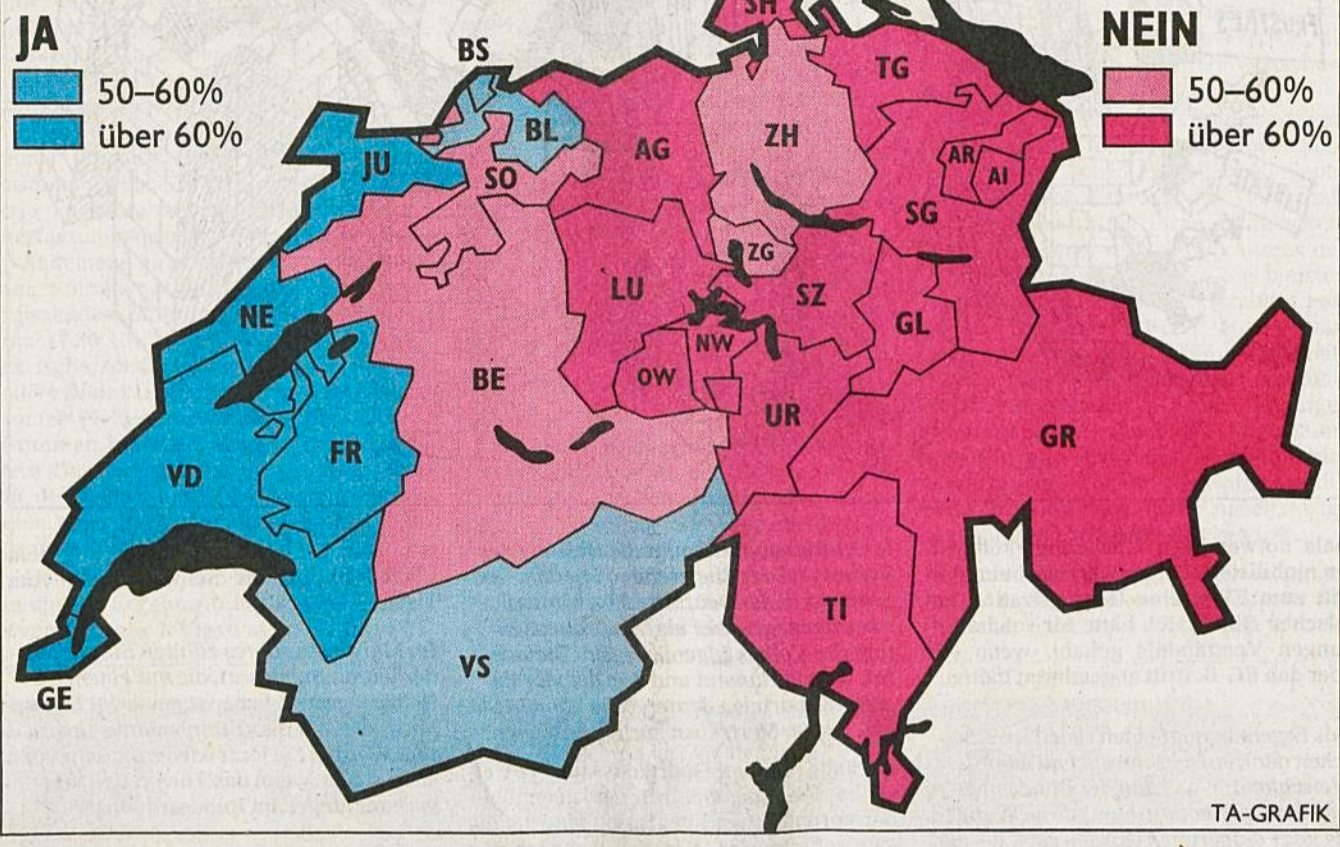 JA
50–60%
über 60%
NEIN
50–60%
über 60%
SH
BS
TG
BL
AG
ZH
JU
SO
AR
AI
SG
ZG
LU
SZ
NE
GL
NW
OW
BE
UR
GR
FR
VD
TI
VS
GE
TA-GRAFIK